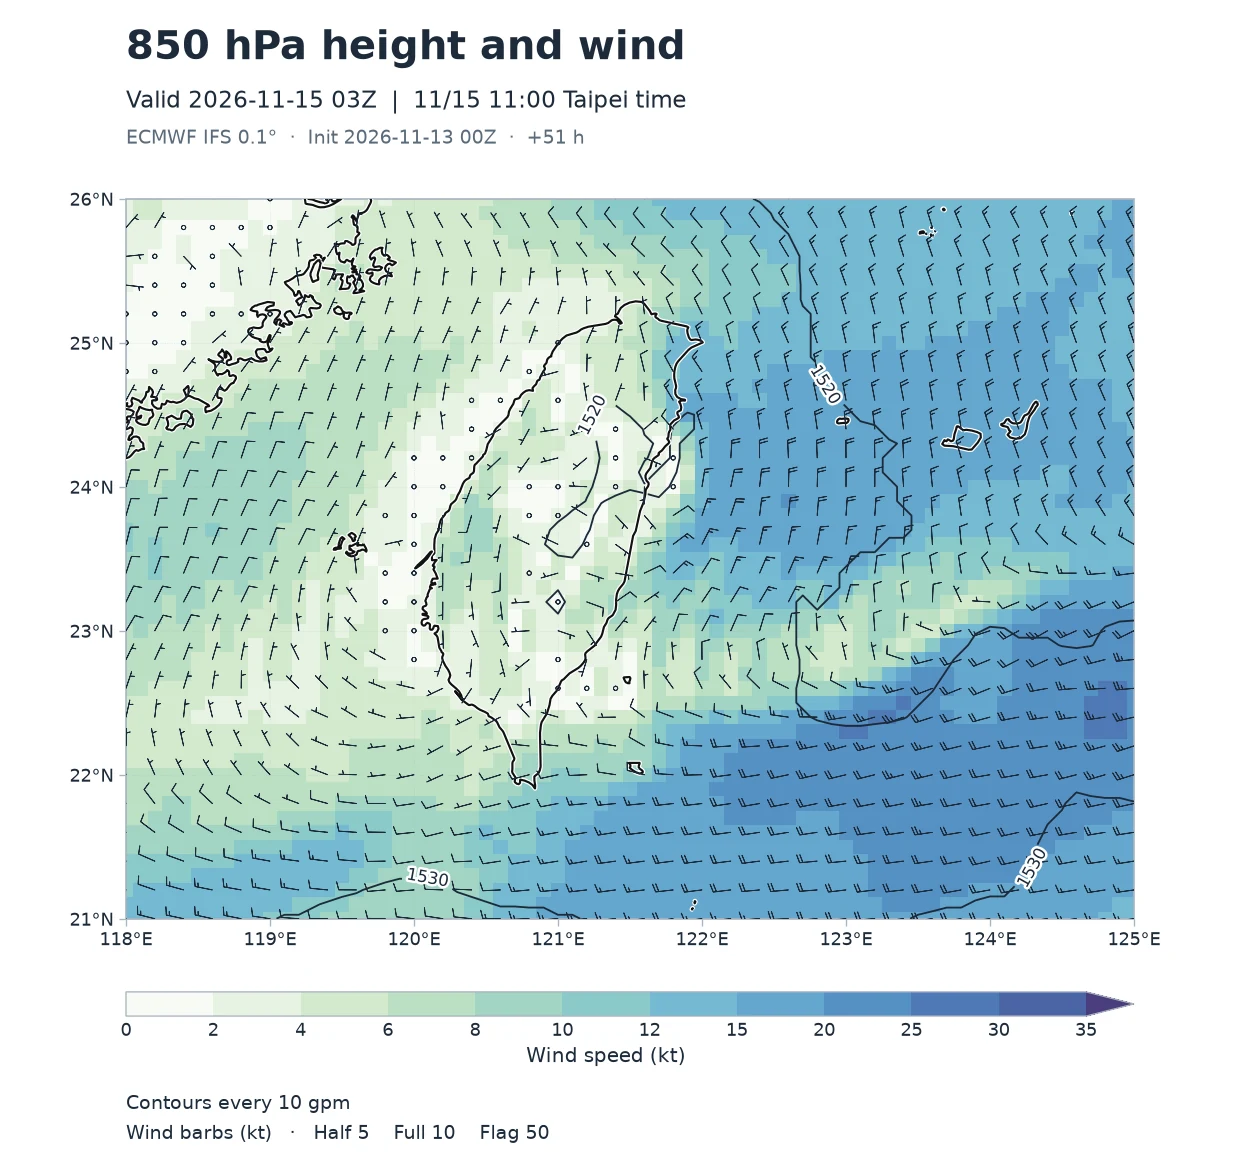 850 hPa height and wind
Valid 2026-11-15 03Z | 11/15 11:00 Taipei time
ECMWF IFS 0.1° · Init 2026-11-13 00Z · +51 h
26°N
25°N
24°N
23°N
22°N
21°N
1520
1520
1530
1530
118°E 119°E 120°E 121°E 122°E 123°E 124°E 125°E
0 2 4 6 8 10 12 15 20 25 30 35
Wind speed (kt)
Contours every 10 gpm
Wind barbs (kt) · Half 5 Full 10 Flag 50